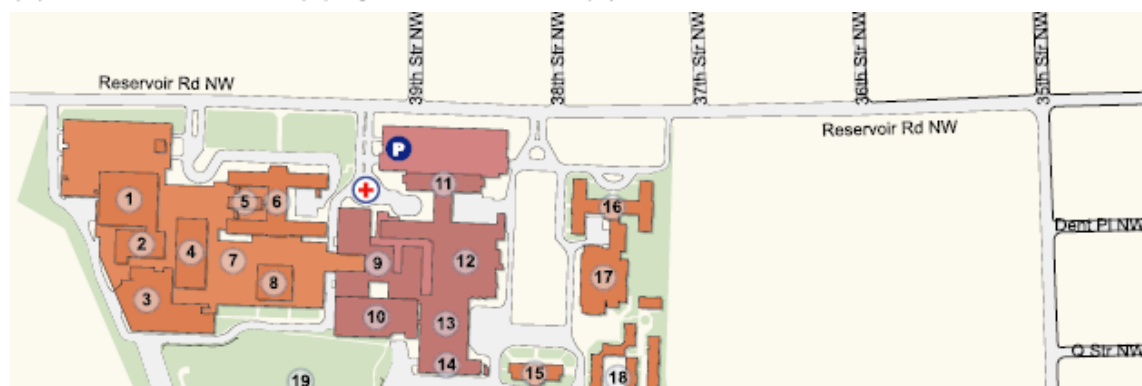 39th Str NW
38th Str NW
37th Str NW
36th Str NW
35th Str NW
Reservoir Rd NW
Reservoir Rd NW
P
11
1
5
6
16
Dent Pl NW
2
4
7
9
12
17
8
3
10
13
Q Str NW
14
15
18
19